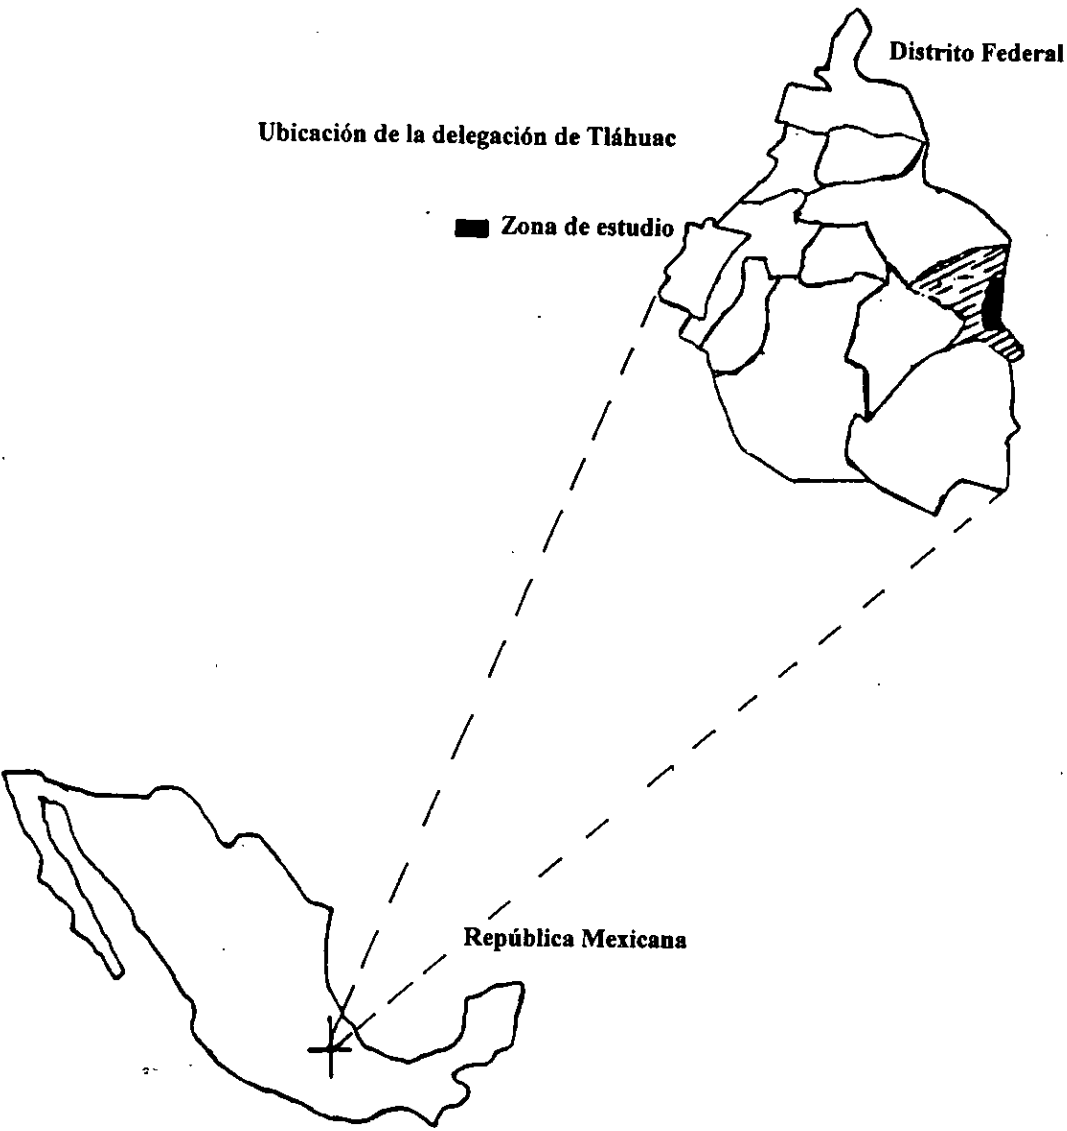 Distrito Federal
Ubicación de la delegación de Tláhuac
Zona de estudio
República Mexicana